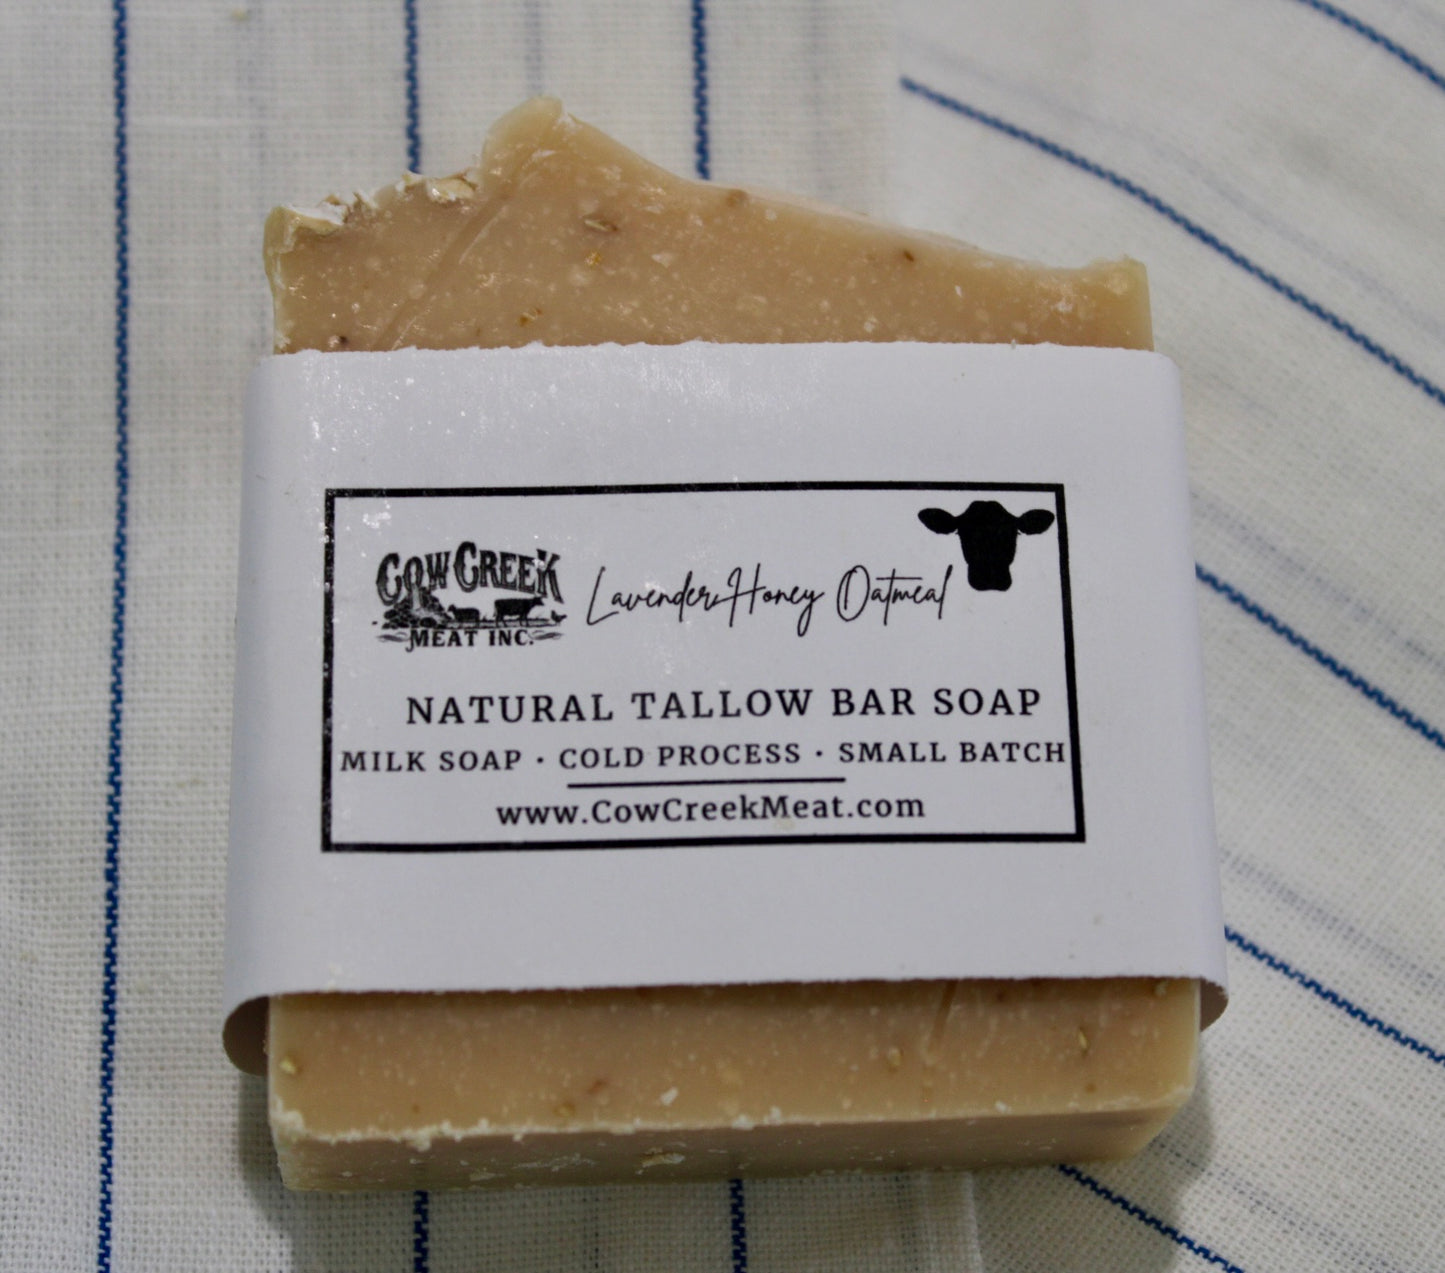 COW CREEK
MEAT INC.
Lavender Honey Oatmeal
NATURAL TALLOW BAR SOAP
MILK SOAP · COLD PROCESS · SMALL BATCH
www.CowCreekMeat.com